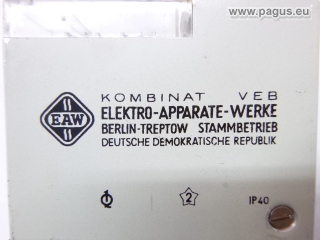 www.pagus.eu
KOMBINAT VEB
EAW
ELEKTRO-APPARATE-WERKE
BERLIN-TREPTOW STAMMBETRIEB
DEUTSCHE DEMOKRATISCHE REPUBLIK
2
IP40